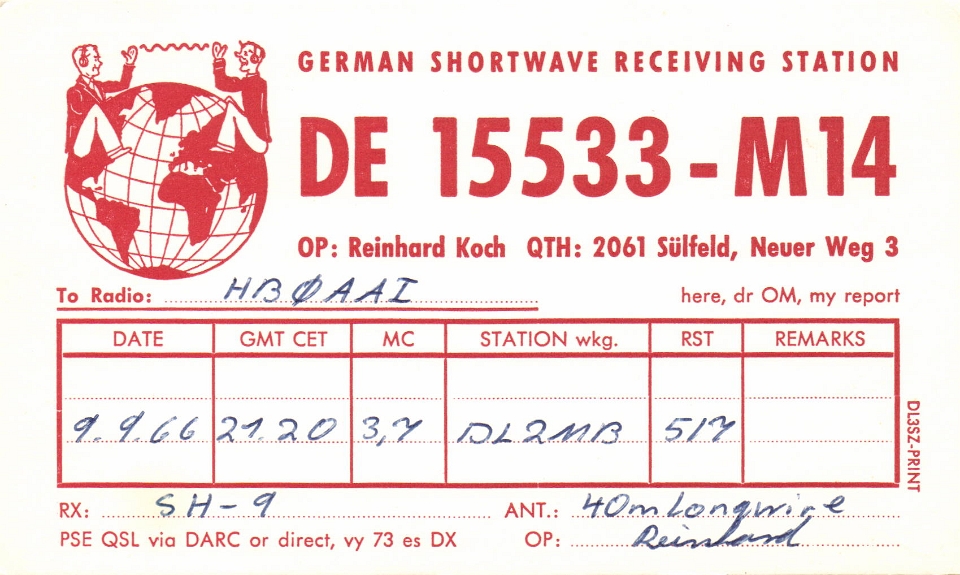 GERMAN SHORTWAVE RECEIVING STATION
DE 15533-M14
OP: Reinhard Koch QTH: 2061 Sülfeld, Neuer Weg 3
To Radio: HBØAAI here, dr OM, my report
DATE GMT CET MC STATION wkg. RST REMARKS
9.9.66 21.20 3,7 DL2MB 5/7
DL3SZ-PRINT
RX: SH-9 ANT.: 40m Longwire
PSE QSL via DARC or direct, vy 73 es DX OP: Reinhard